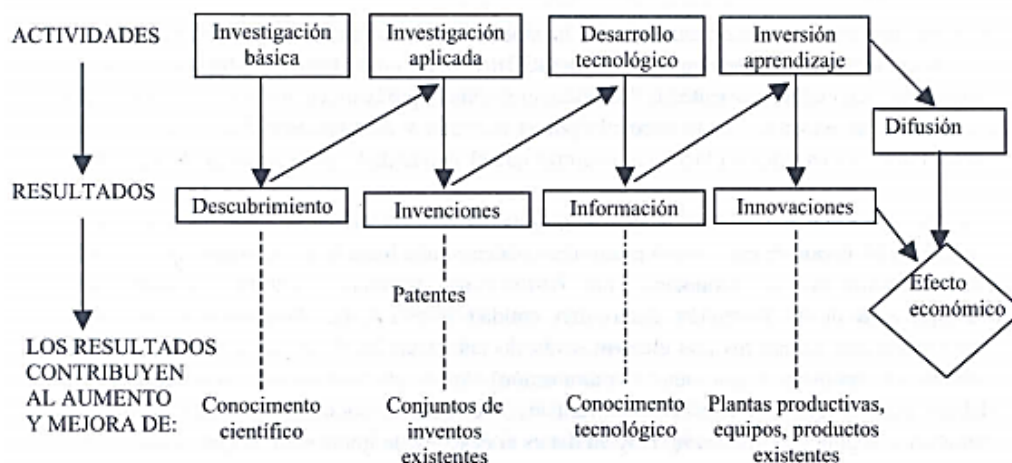 ACTIVIDADES
Investigación
básica
Investigación
aplicada
Desarrollo
tecnológico
Inversión
aprendizaje
Difusión
RESULTADOS
Descubrimiento
Invenciones
Información
Innovaciones
Patentes
Efecto
económico
LOS RESULTADOS
CONTRIBUYEN
AL AUMENTO
Y MEJORA DE:
Conocimento
científico
Conjuntos de
inventos
existentes
Conocimento
tecnológico
Plantas productivas,
equipos, productos
existentes